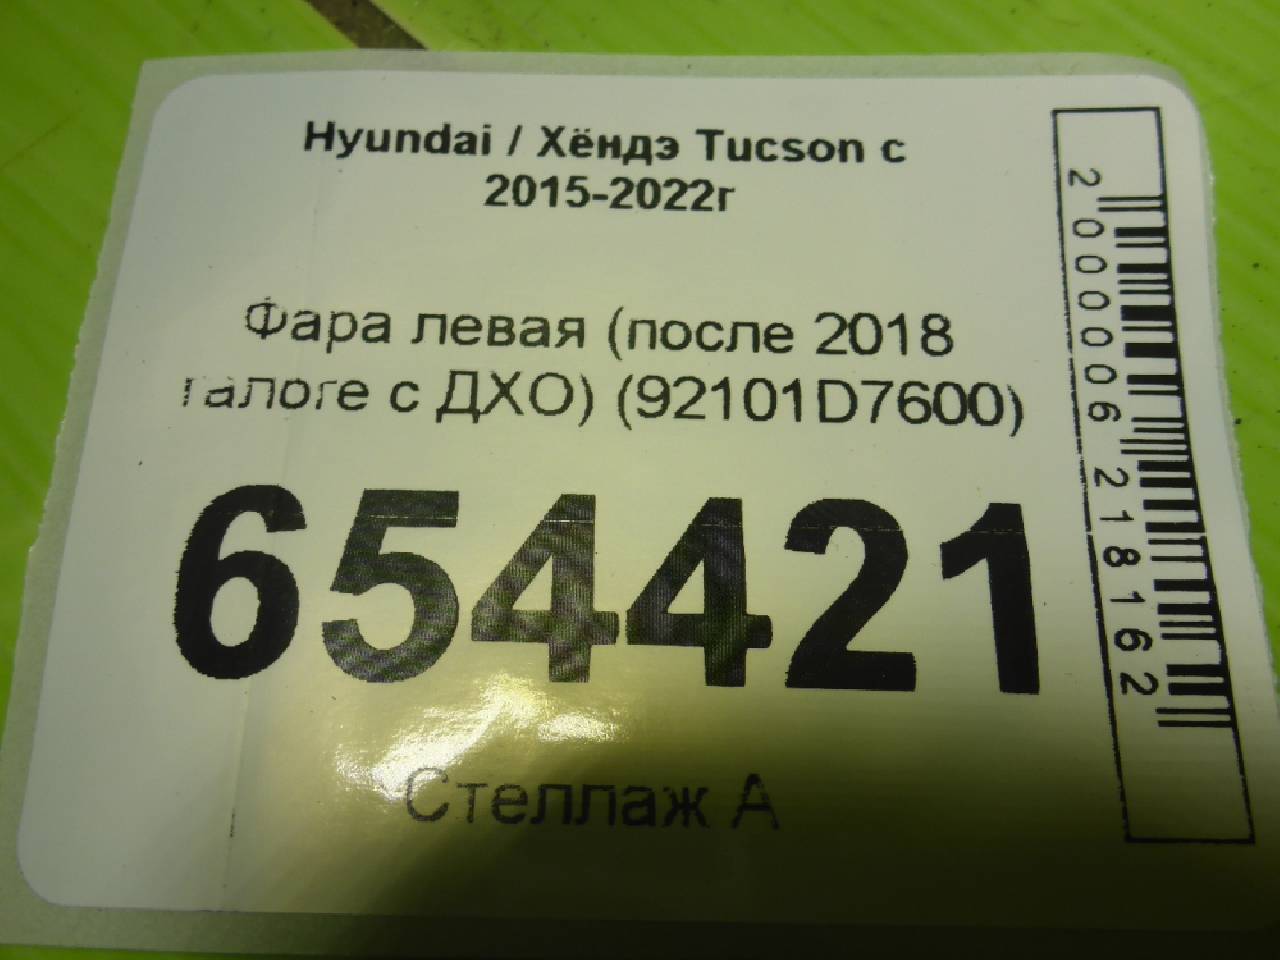 Hyundai / Хёндэ Tucson с
2015-2022г
Фара левая (после 2018
галоге с ДХО) (92101D7600)
654421
Стеллаж А
2000006218162